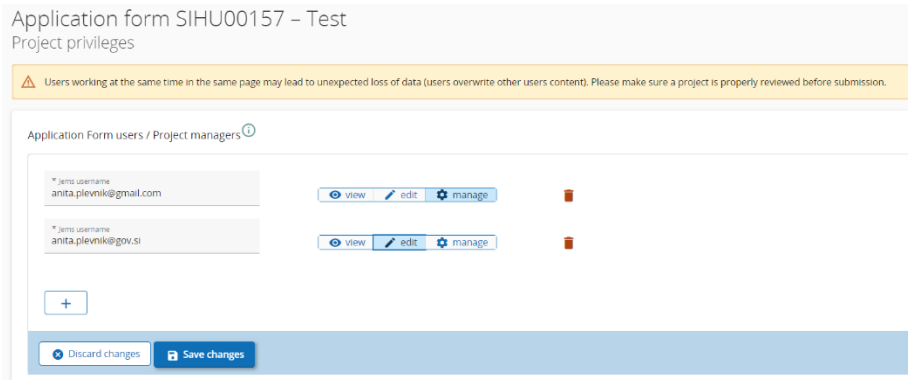 Application form SIHU00157 – Test
Project privileges
Users working at the same time in the same page may lead to unexpected loss of data (users overwrite other users content). Please make sure a project is properly reviewed before submission.
Application Form users / Project managers
* Jems username
anita.plevnik@gmail.com
view edit manage
* Jems username
anita.plevnik@gov.si
view edit manage
+
Discard changes Save changes